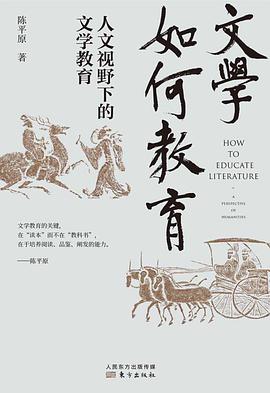 陈平原 著
人文视野下的
文学教育
文學
如何教育
HOW
TO
EDUCATE
LITERATURE
A
PERSPECTIVE
OF
HUMANITIES
文学教育的关键，
在“读本”而不在“教科书”，
在于培养阅读、品鉴、阐发的能力。
——陈平原
人民东方出版传媒
東方出版社